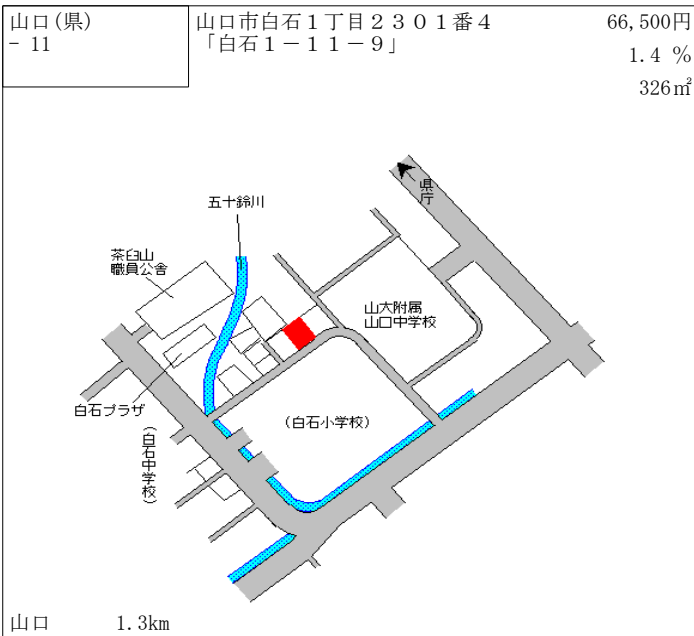 山口(県)
- 11
山口市白石１丁目２３０１番４
「白石１－１１－９」
66,500円
1.4 %
326㎡
県庁
五十鈴川
茶臼山
職員公舎
山大附属
山口中学校
白石プラザ
(白石小学校)
(白石中学校)
山口 1.3km